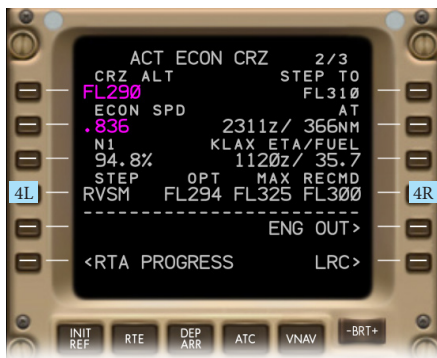 ACT ECON CRZ 2/3
CRZ ALT STEP TO
FL290 FL310
ECON SPD AT
.836 2311z/ 366NM
N1 KLAX ETA/FUEL
94.8% 1120z/ 35.7
STEP OPT MAX RECMD
4L RVSM FL294 FL325 FL300 4R
ENG OUT>
<RTA PROGRESS LRC>
INIT REF RTE DEP ARR ATC VNAV -BRT+